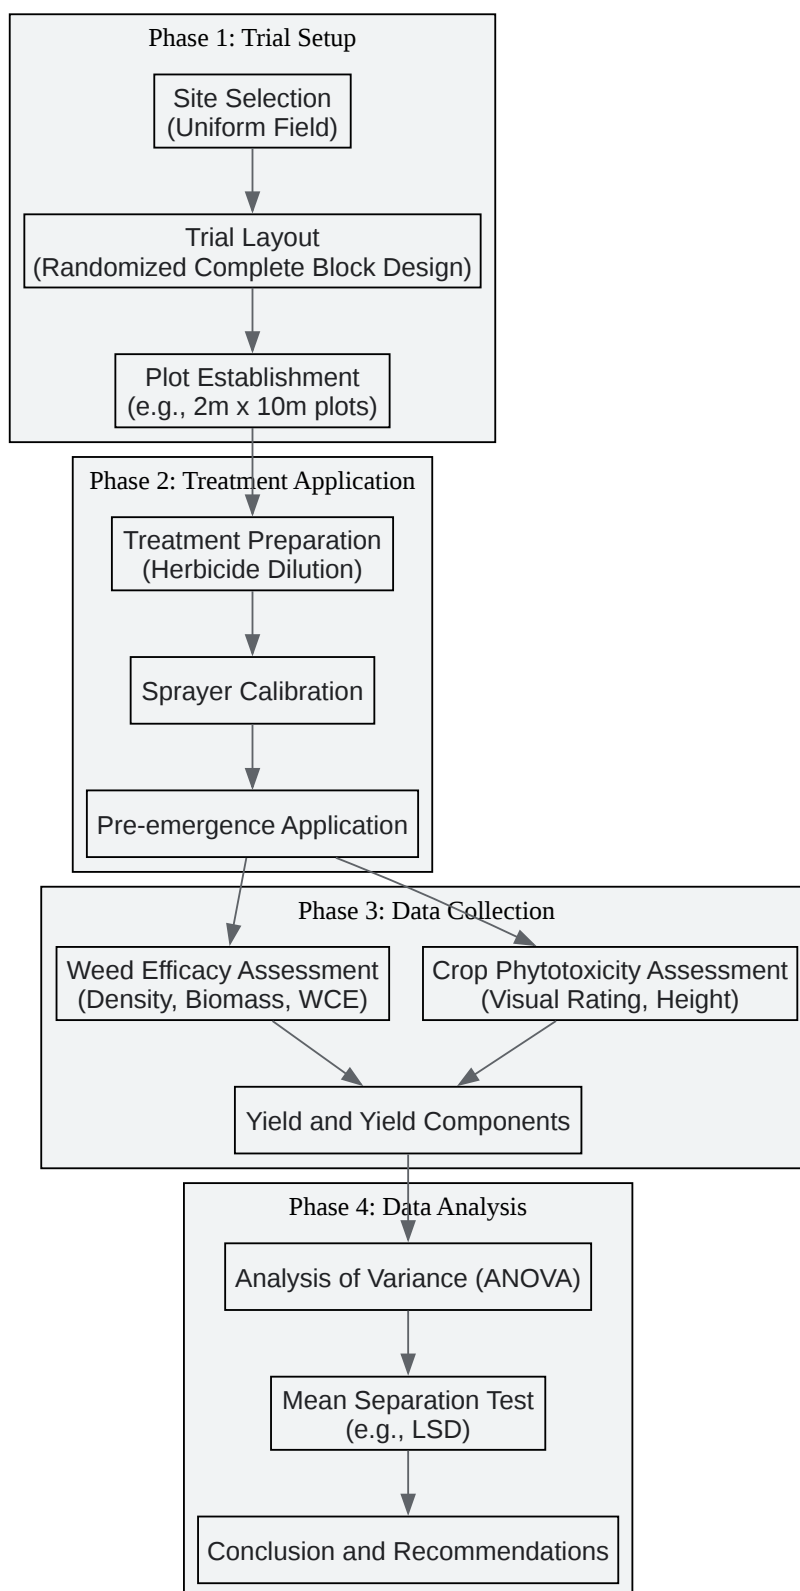 Phase 1: Trial Setup
Site Selection
(Uniform Field)
Trial Layout
(Randomized Complete Block Design)
Plot Establishment
(e.g., 2m x 10m plots)
Phase 2: Treatment Application
Treatment Preparation
(Herbicide Dilution)
Sprayer Calibration
Pre-emergence Application
Phase 3: Data Collection
Weed Efficacy Assessment
(Density, Biomass, WCE)
Crop Phytotoxicity Assessment
(Visual Rating, Height)
Yield and Yield Components
Phase 4: Data Analysis
Analysis of Variance (ANOVA)
Mean Separation Test
(e.g., LSD)
Conclusion and Recommendations